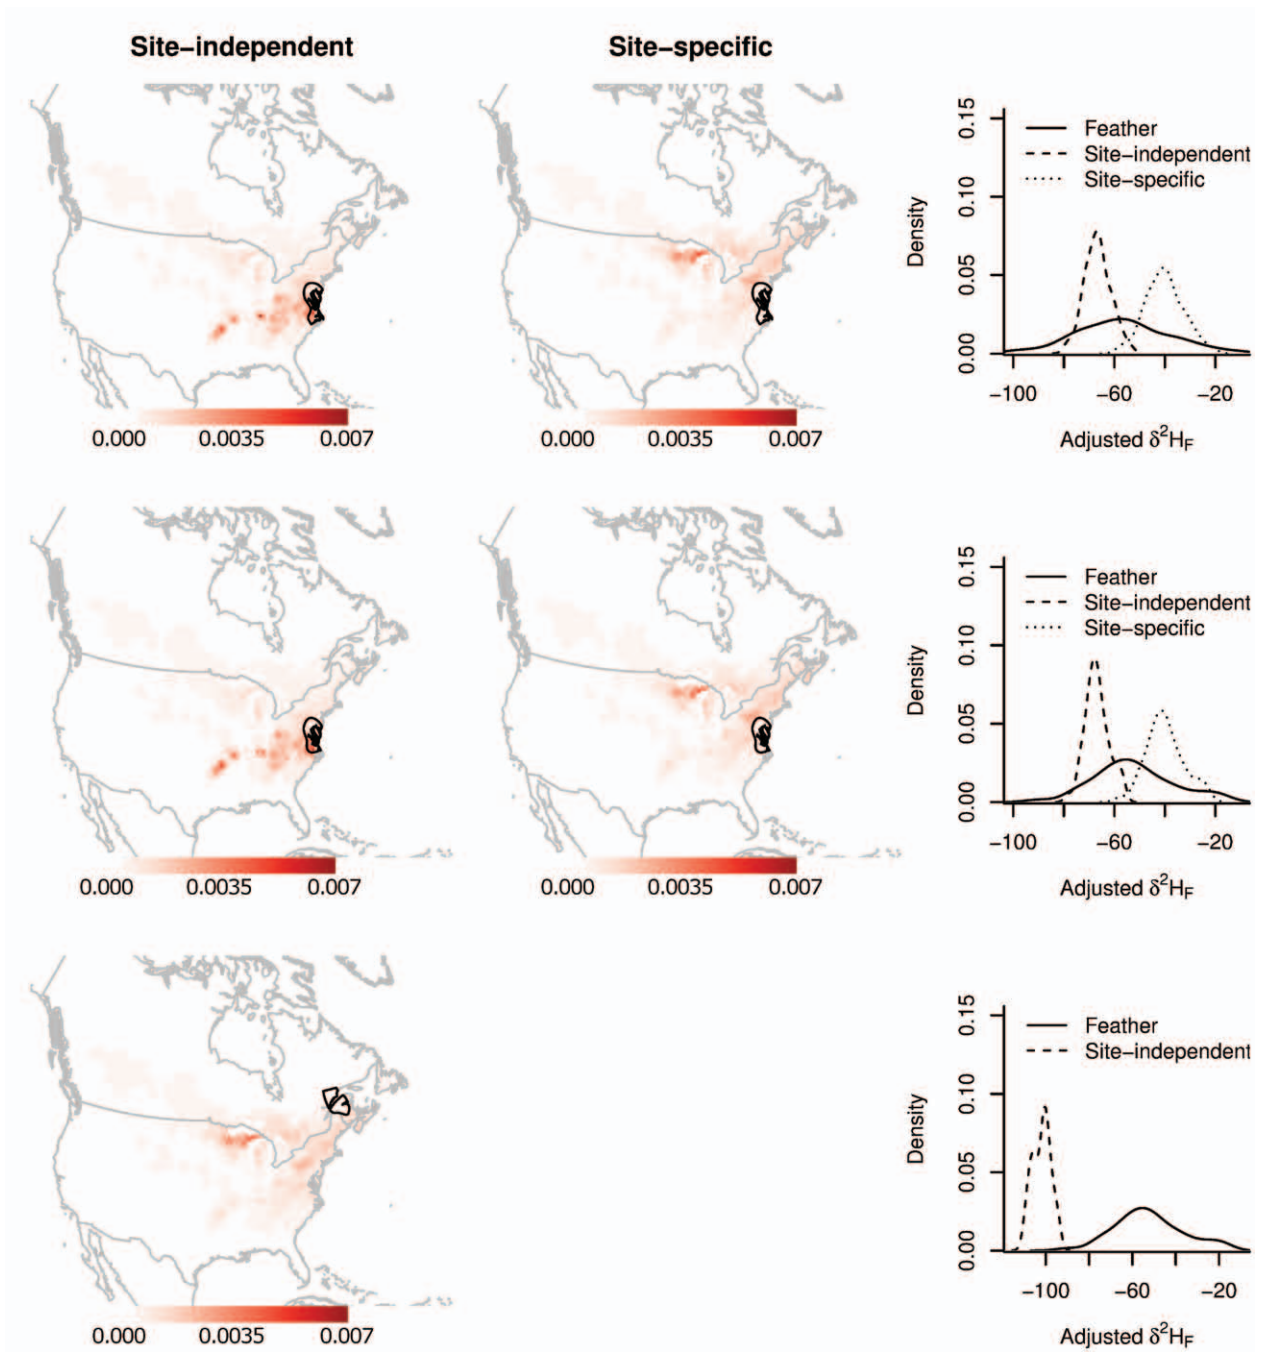 Site−independent
Site−specific
0.000 0.0035 0.007
0.000 0.0035 0.007
Feather
Site−independent
Site−specific
Density
0.00 0.05 0.10 0.15
−100 −60 −20
Adjusted δ²H_F
0.000 0.0035 0.007
0.000 0.0035 0.007
Feather
Site−independent
Site−specific
Density
0.00 0.05 0.10 0.15
−100 −60 −20
Adjusted δ²H_F
0.000 0.0035 0.007
Feather
Site−independent
Density
0.00 0.05 0.10 0.15
−100 −60 −20
Adjusted δ²H_F